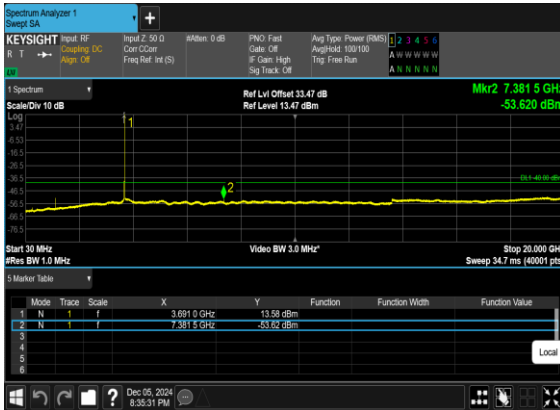 Spectrum Analyzer 1
Swept SA
+
KEYSIGHT Input: RF Input Z: 50 Ω #Atten: 0 dB PNO: Fast Avg Type: Power (RMS) 1 2 3 4 5 6
R T Coupling: DC Corr CCorr Gate: Off Avg|Hold: 100/100 A W W W W W
Align: Off Freq Ref: Int (S) IF Gain: High Trig: Free Run
Sig Track: Off A N N N N N
1 Spectrum
Ref Lvl Offset 33.47 dB Mkr2 7.381 5 GHz
Scale/Div 10 dB Ref Level 13.47 dBm -53.620 dBm
Log
1
3.47
-6.53
-16.5
-26.5
-36.5
DL1 -40.00 dBm
-46.5
2
-56.5
-66.5
-76.5
Start 30 MHz Video BW 3.0 MHz* Stop 20.000 GHz
#Res BW 1.0 MHz Sweep 34.7 ms (40001 pts)
5 Marker Table
Mode Trace Scale X Y Function Function Width Function Value
1 N 1 f 3.691 0 GHz 13.58 dBm
2 N 1 f 7.381 5 GHz -53.62 dBm
3
4
5
6
Local
? Dec 05, 2024
8:35:31 PM